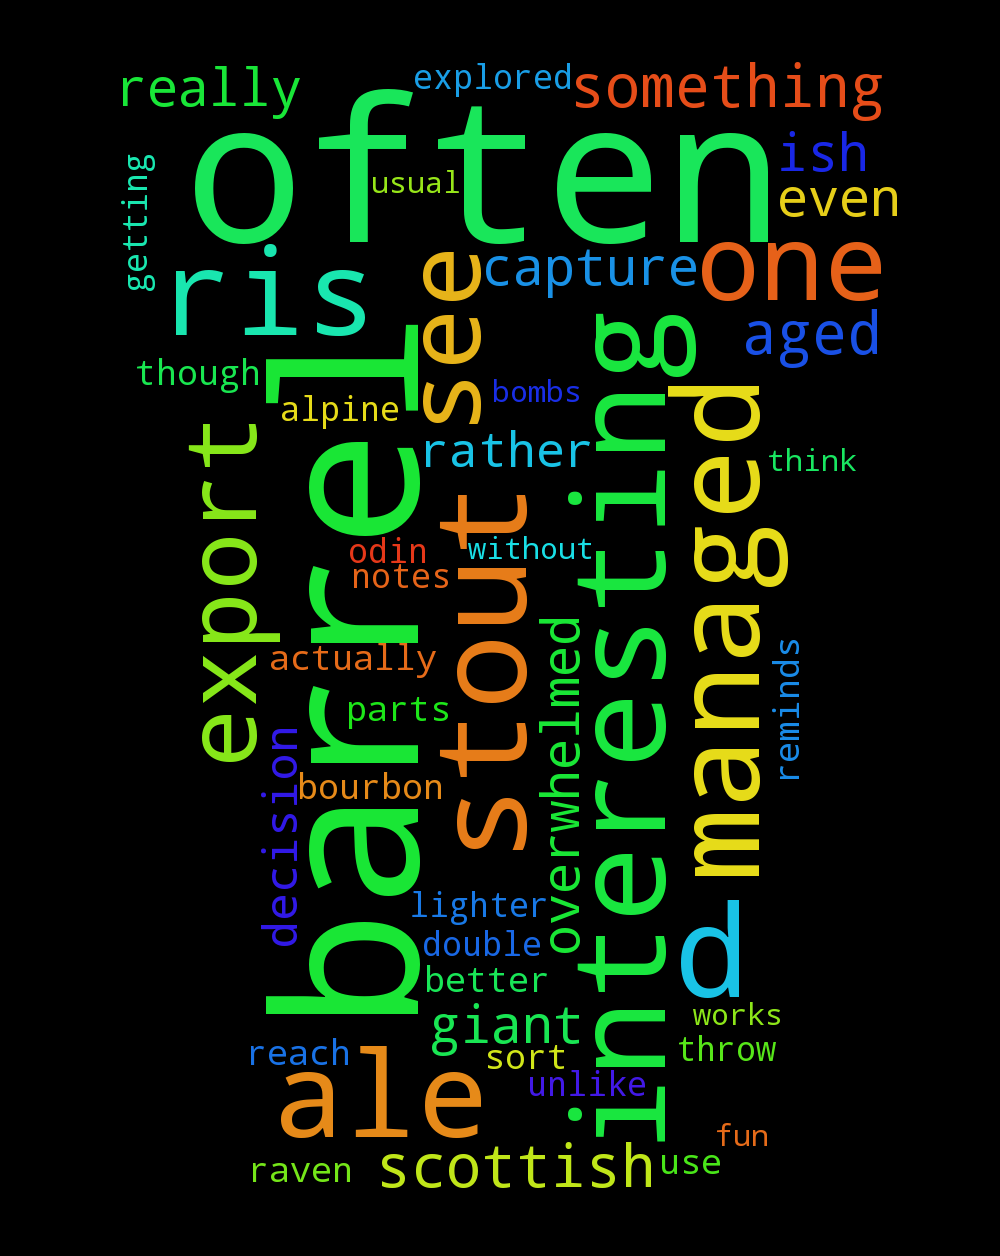 explored
something
really
often
ish
usual
even
getting
one
ris
see
capture
aged
though
alpine
bombs
managed
barrel
interesting
rather
export
think
stout
odin
without
notes
actually
overwhelmed
reminds
parts
decision
bourbon
lighter
d
double
better
giant
works
reach
sort
throw
ale
unlike
fun
raven
scottish
use